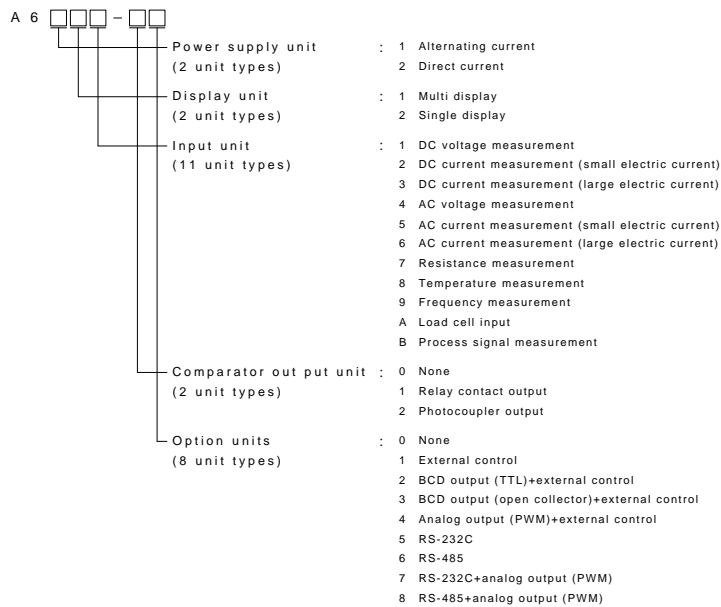 A6□□□-□□
Power supply unit : 1 Alternating current
(2 unit types) 2 Direct current
Display unit : 1 Multi display
(2 unit types) 2 Single display
Input unit : 1 DC voltage measurement
(11 unit types) 2 DC current measurement (small electric current)
3 DC current measurement (large electric current)
4 AC voltage measurement
5 AC current measurement (small electric current)
6 AC current measurement (large electric current)
7 Resistance measurement
8 Temperature measurement
9 Frequency measurement
A Load cell input
B Process signal measurement
Comparator out put unit : 0 None
(2 unit types) 1 Relay contact output
2 Photocoupler output
Option units : 0 None
(8 unit types) 1 External control
2 BCD output (TTL)+external control
3 BCD output (open collector)+external control
4 Analog output (PWM)+external control
5 RS-232C
6 RS-485
7 RS-232C+analog output (PWM)
8 RS-485+analog output (PWM)